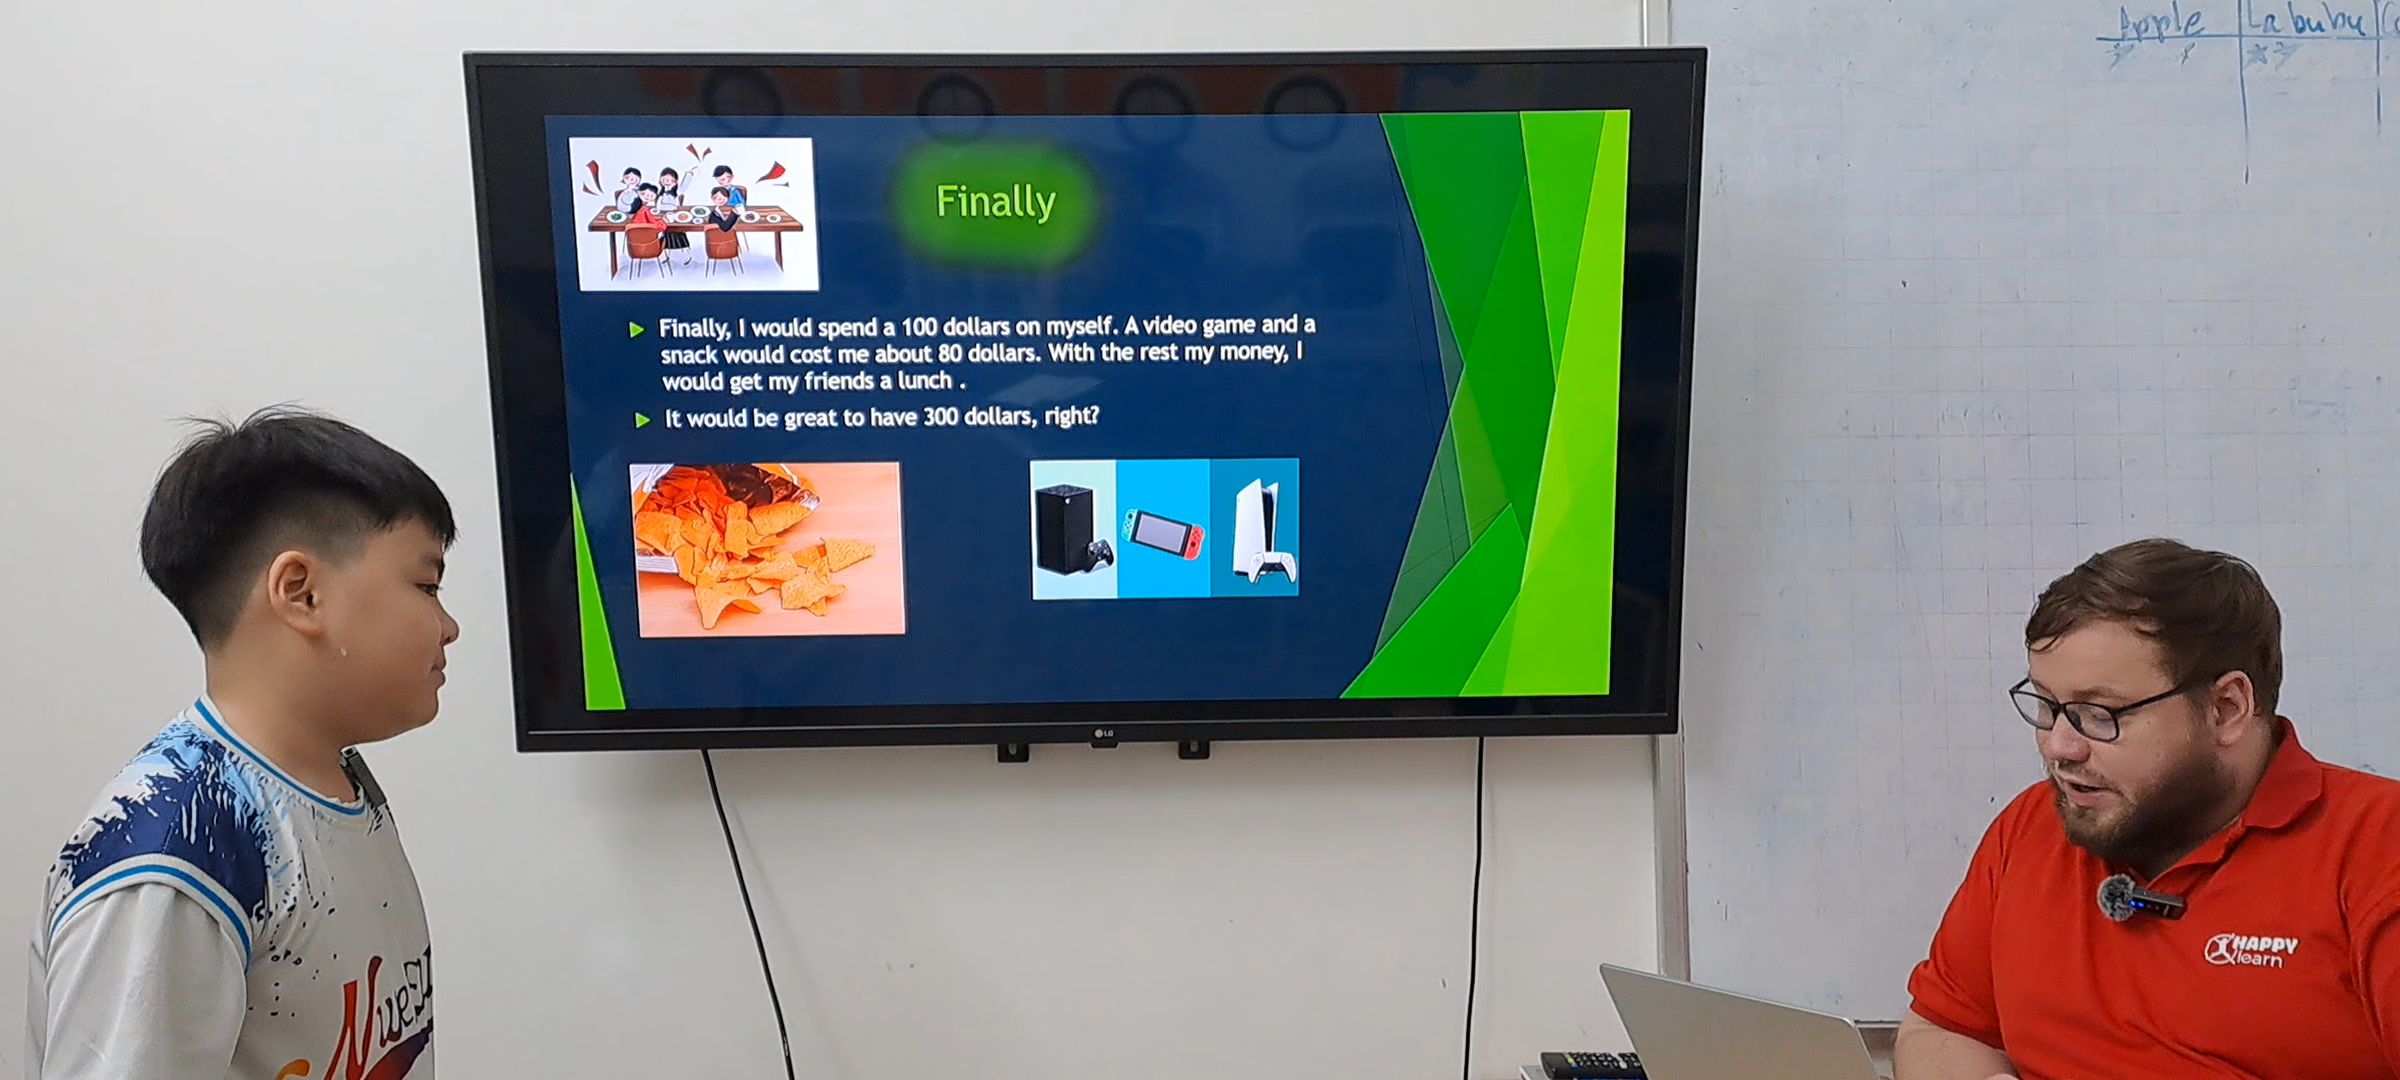 Finally
Finally, I would spend a 100 dollars on myself. A video game and a
snack would cost me about 80 dollars. With the rest my money, I
would get my friends a lunch .
It would be great to have 300 dollars, right?
LG
Apple
Labubu
HAPPY
learn